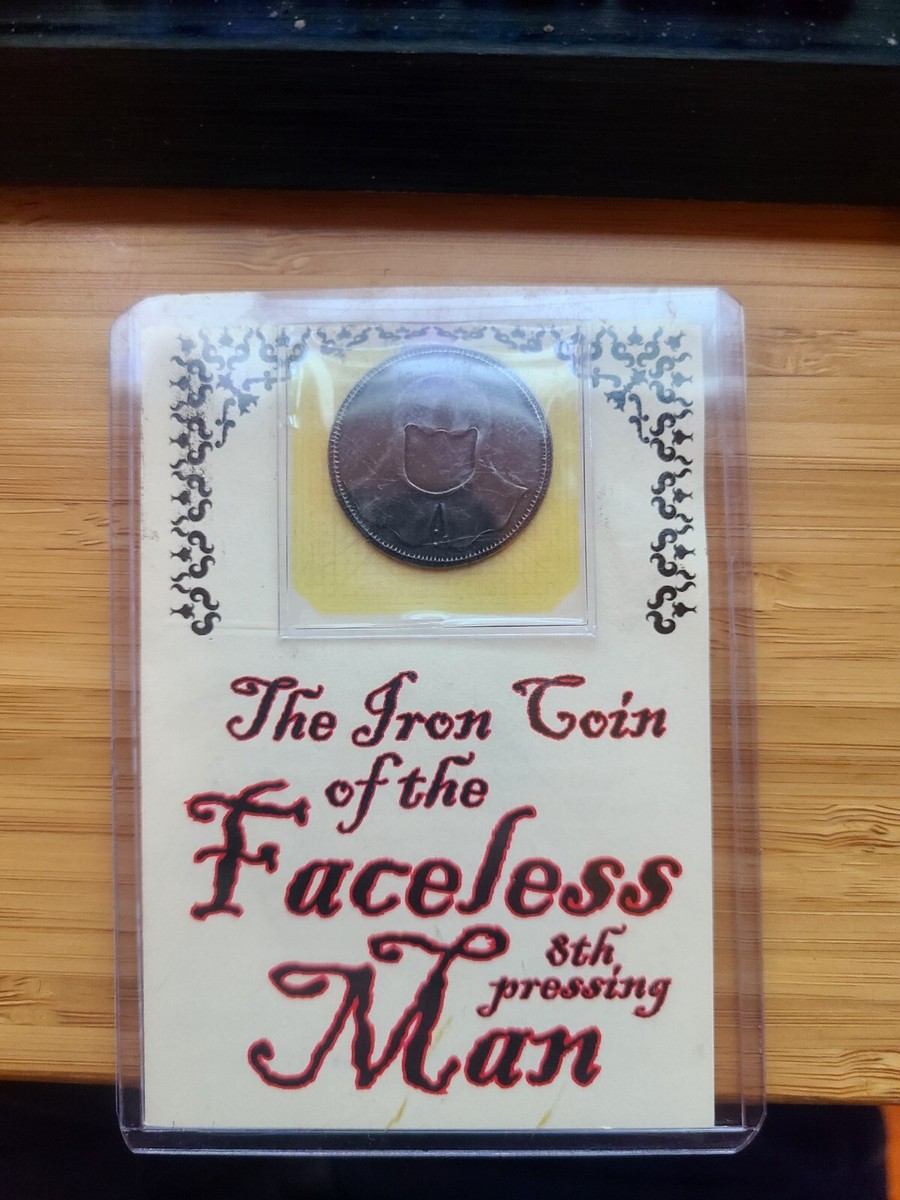 The Iron Coin
of the
Faceless
8th
pressing
Man